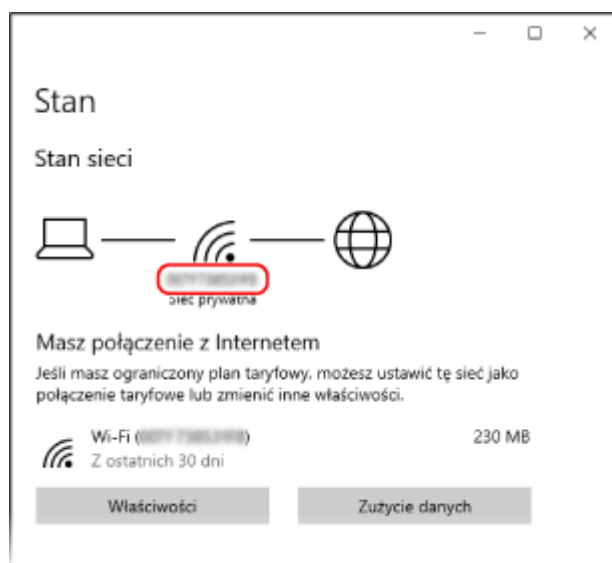 Stan
Stan sieci
Sieć prywatna
Masz połączenie z Internetem
Jeśli masz ograniczony plan taryfowy, możesz ustawić tę sieć jako
połączenie taryfowe lub zmienić inne właściwości.
Wi-Fi ( ) 230 MB
Z ostatnich 30 dni
Właściwości Zużycie danych